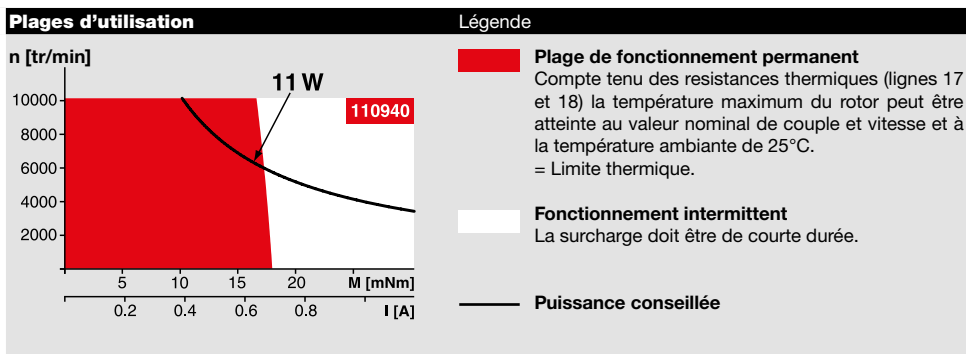 Plages d'utilisation
Légende
n [tr/min]
11 W
110940
10000
8000
6000
4000
2000
5 10 15 20 M [mNm]
0.2 0.4 0.6 0.8 I [A]
Plage de fonctionnement permanent
Compte tenu des resistances thermiques (lignes 17
et 18) la température maximum du rotor peut être
atteinte au valeur nominal de couple et vitesse et à
la température ambiante de 25°C.
= Limite thermique.
Fonctionnement intermittent
La surcharge doit être de courte durée.
Puissance conseillée